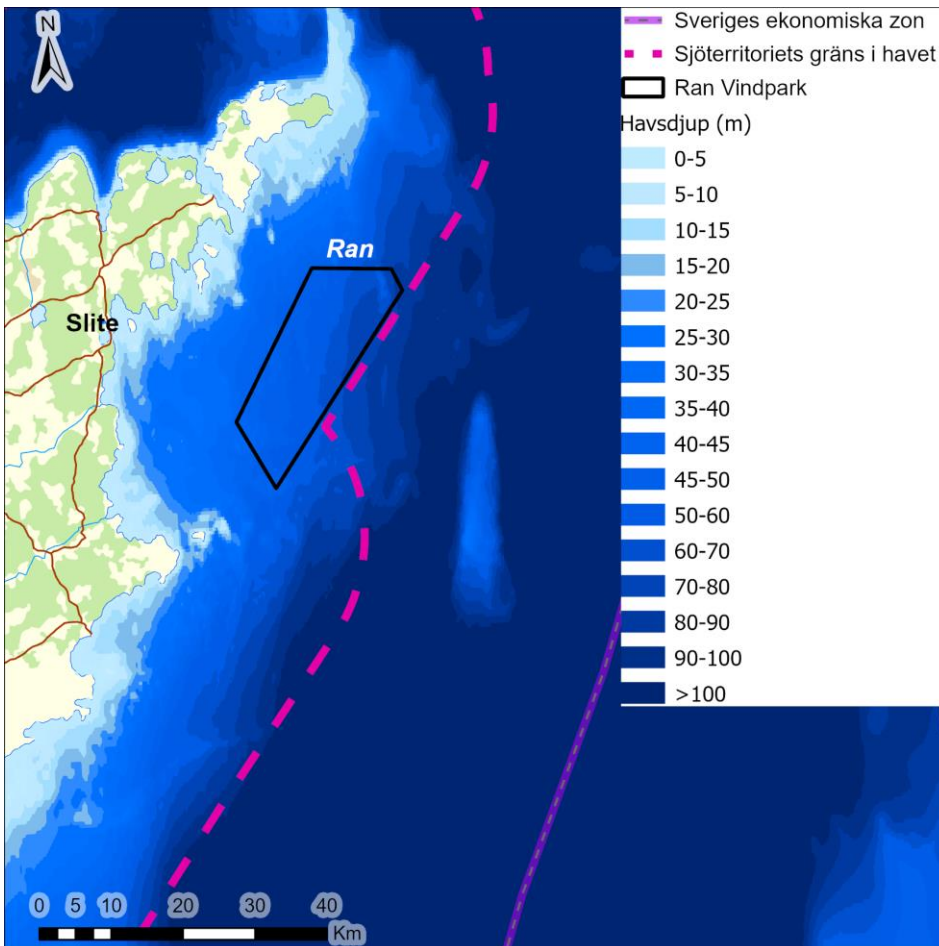 N
Sveriges ekonomiska zon
Sjöterritoriets gräns i havet
Ran Vindpark
Havsdjup (m)
0-5
5-10
10-15
15-20
20-25
25-30
30-35
35-40
40-45
45-50
50-60
60-70
70-80
80-90
90-100
>100
Ran
Slite
0 5 10 20 30 40
Km